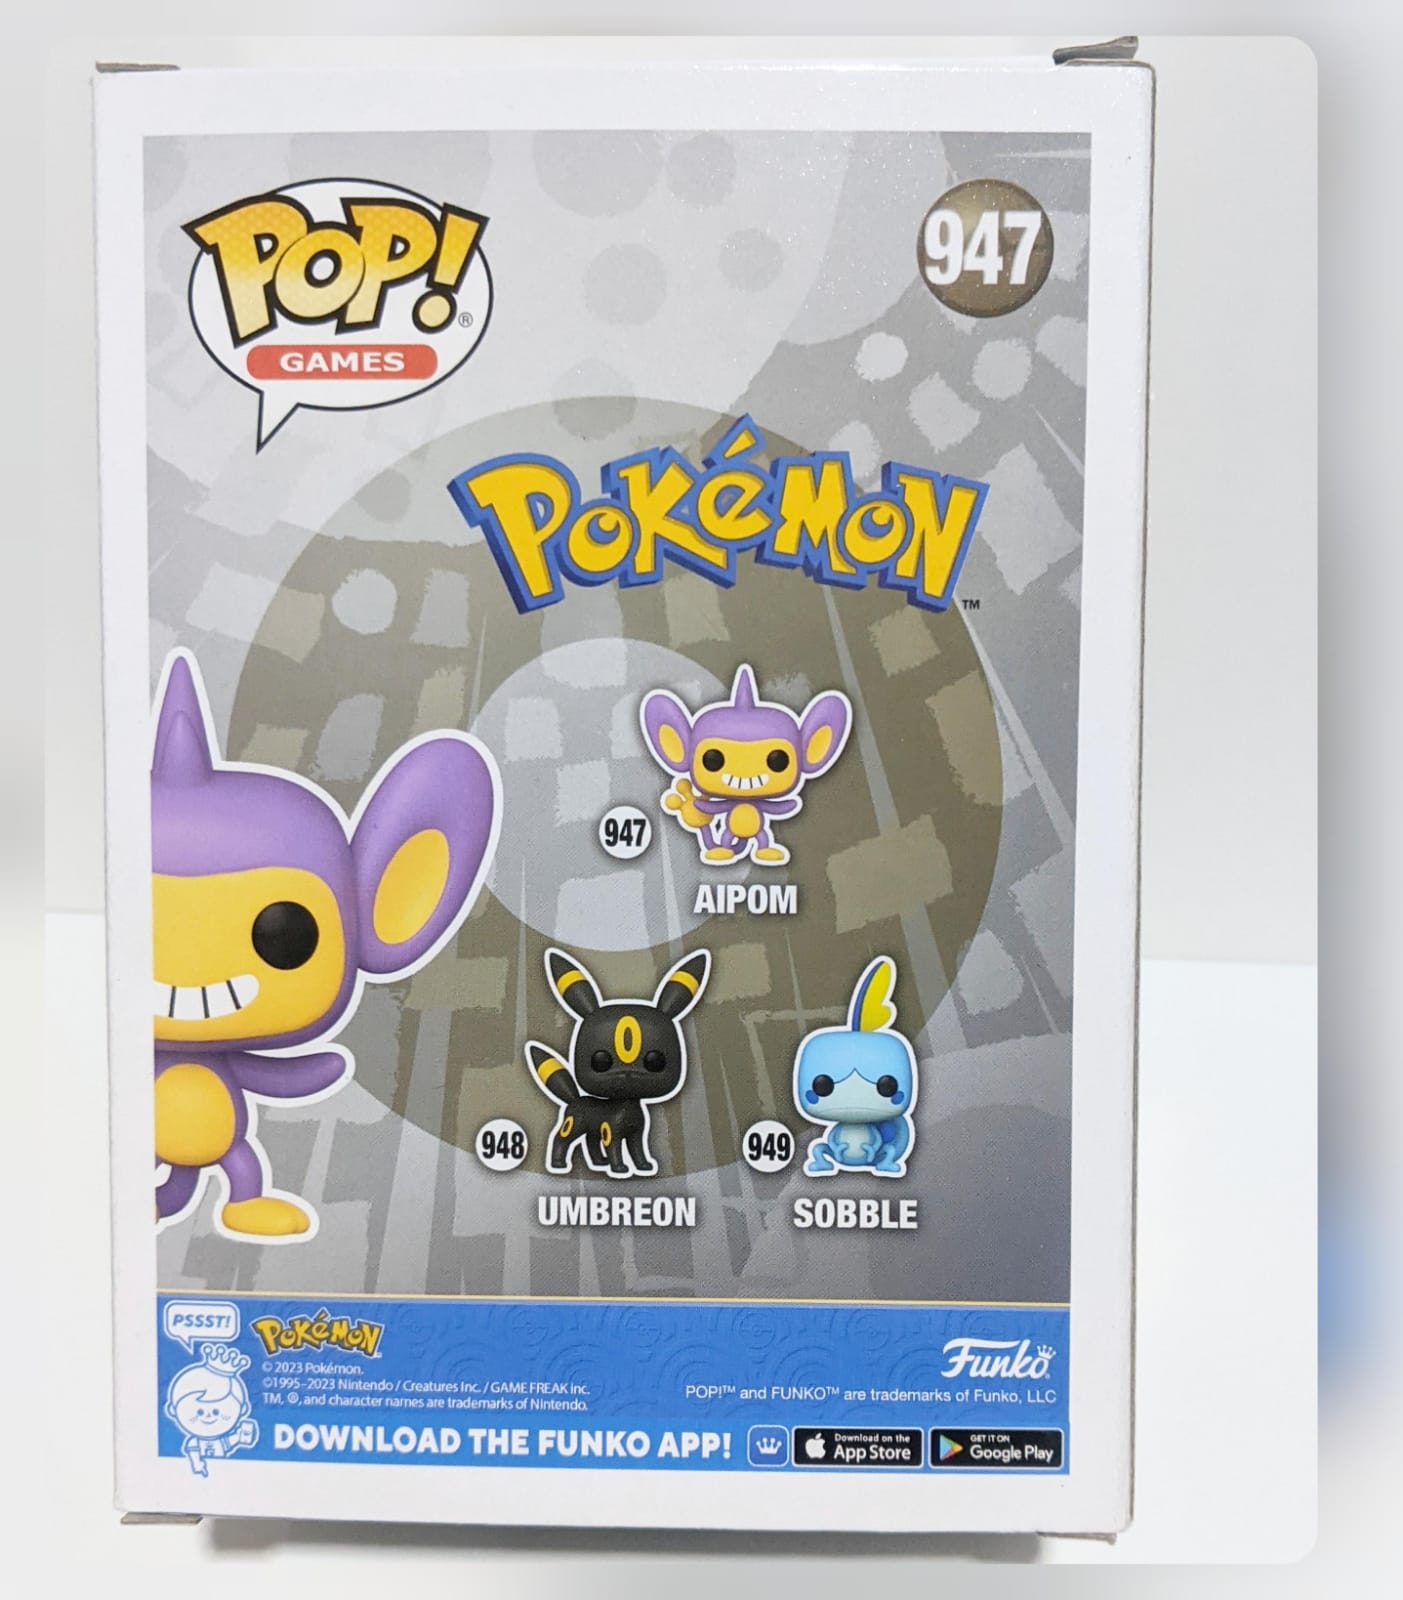 POP! ®
GAMES
947
POKéMON
TM
947
AIPOM
948
UMBREON
949
SOBBLE
PSSST!
POKéMON
© 2023 Pokémon.
©1995-2023 Nintendo / Creatures Inc. / GAME FREAK inc.
TM, ®, and character names are trademarks of Nintendo.
Funko®
POP!™ and FUNKO™ are trademarks of Funko, LLC
DOWNLOAD THE FUNKO APP!
Download on the
App Store
GET IT ON
Google Play